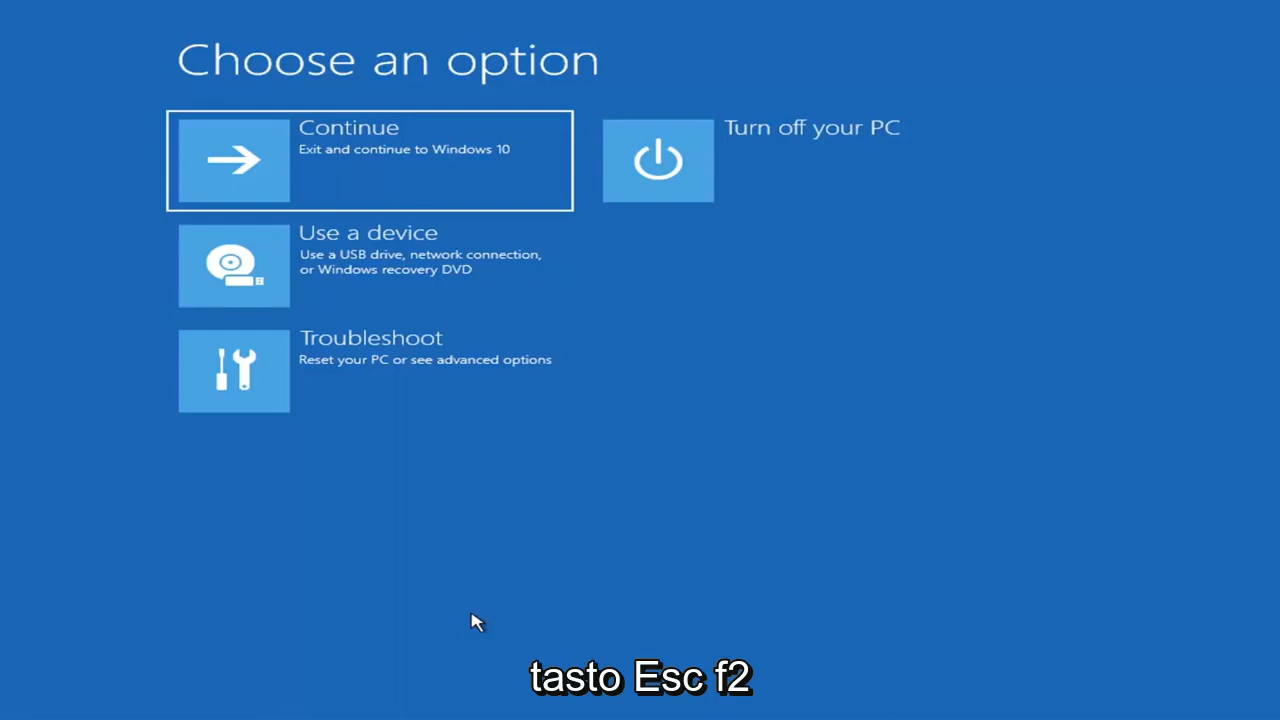 Choose an option
Continue
Exit and continue to Windows 10
Turn off your PC
Use a device
Use a USB drive, network connection,
or Windows recovery DVD
Troubleshoot
Reset your PC or see advanced options
tasto Esc f2